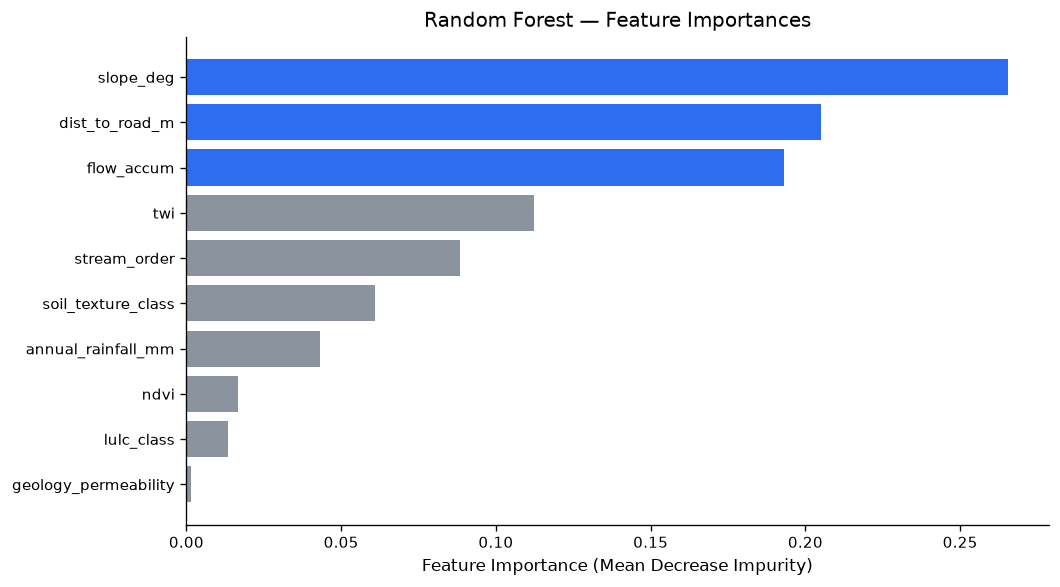 Random Forest — Feature Importances
slope_deg
dist_to_road_m
flow_accum
twi
stream_order
soil_texture_class
annual_rainfall_mm
ndvi
lulc_class
geology_permeability
0.00 0.05 0.10 0.15 0.20 0.25
Feature Importance (Mean Decrease Impurity)